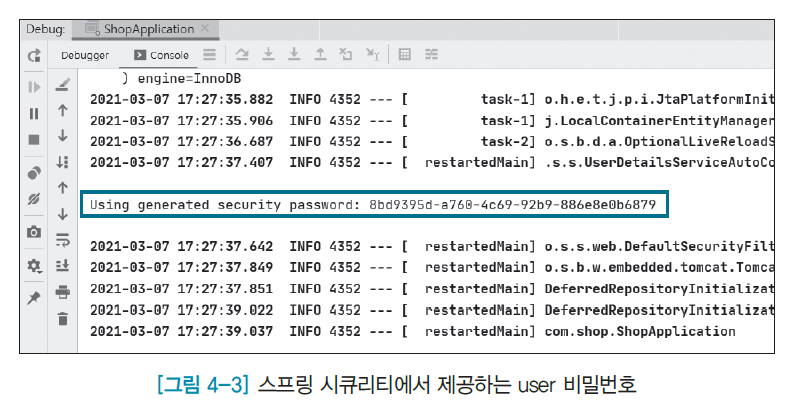 Debug: ShopApplication
Debugger Console
) engine=InnoDB
2021-03-07 17:27:35.882 INFO 4352 --- [ task-1] o.h.e.t.j.p.i.JtaPlatformInit
2021-03-07 17:27:35.906 INFO 4352 --- [ task-1] j.LocalContainerEntityManager
2021-03-07 17:27:36.687 INFO 4352 --- [ task-2] o.s.b.d.a.OptionalLiveReloadS
2021-03-07 17:27:37.407 INFO 4352 --- [ restartedMain] .s.s.UserDetailsServiceAutoCo
Using generated security password: 8bd9395d-a760-4c69-92b9-886e8e0b6879
2021-03-07 17:27:37.642 INFO 4352 --- [ restartedMain] o.s.s.web.DefaultSecurityFilt
2021-03-07 17:27:37.849 INFO 4352 --- [ restartedMain] o.s.b.w.embedded.tomcat.Tomca
2021-03-07 17:27:37.851 INFO 4352 --- [ restartedMain] DeferredRepositoryInitializat
2021-03-07 17:27:39.022 INFO 4352 --- [ restartedMain] DeferredRepositoryInitializat
2021-03-07 17:27:39.037 INFO 4352 --- [ restartedMain] com.shop.ShopApplication
[그림 4-3] 스프링 시큐리티에서 제공하는 user 비밀번호